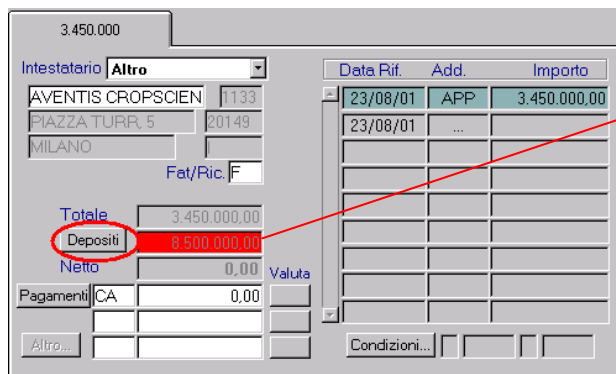 3.450.000
Intestatario Altro
AVENTIS CROPSCIEN 1133
PIAZZA TURR, 5 20149
MILANO I
Fat/Ric. F
Totale 3.450.000,00
Depositi 8.500.000,00
Netto 0,00 Valuta
Pagamenti CA 0,00
Altro...
Data Rif. Add. Importo
23/08/01 APP 3.450.000,00
23/08/01 ...
Condizioni...